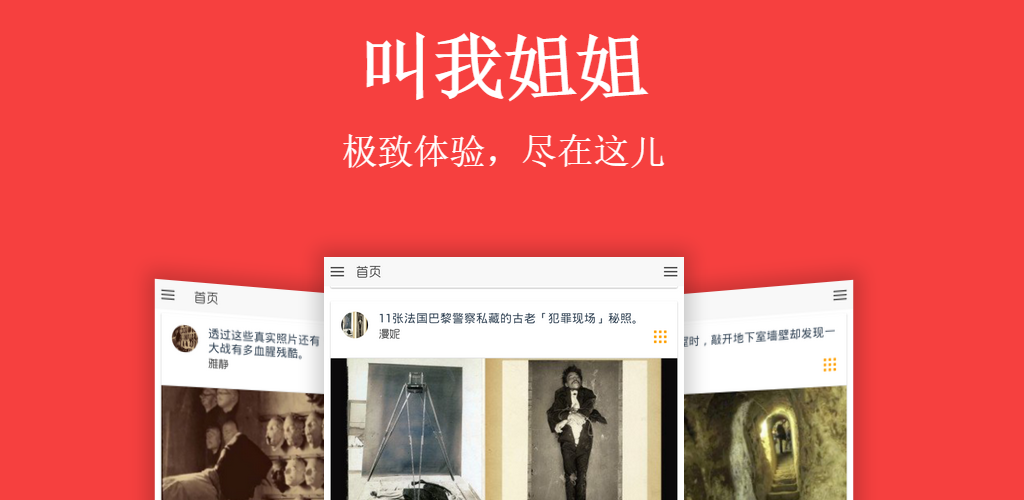 叫我姐姐
极致体验，尽在这儿
首页
透过这些真实照片还有
大战有多血腥残酷。
雅静
首页
11张法国巴黎警察私藏的古老「犯罪现场」秘照。
漫妮
时，敲开地下室墙壁却发现一